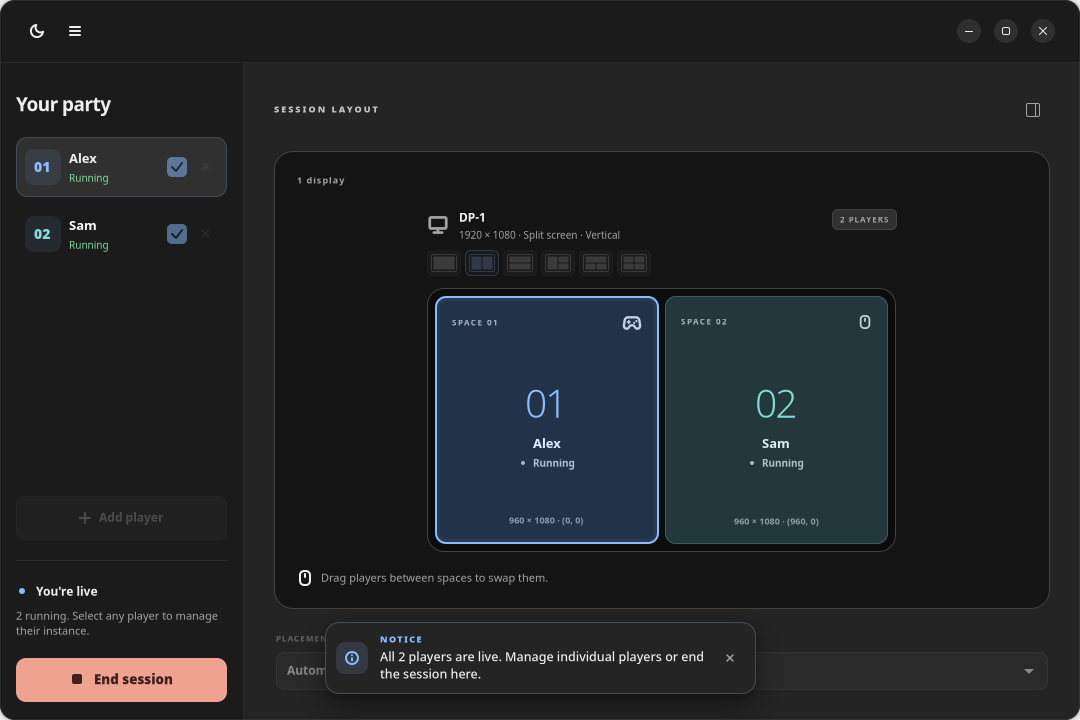 Your party
01
Alex
Running
02
Sam
Running
Add player
You're live
2 running. Select any player to manage
their instance.
End session
SESSION LAYOUT
1 display
DP-1
1920 × 1080 · Split screen · Vertical
2 PLAYERS
SPACE 01
01
Alex
Running
960 × 1080 · (0, 0)
SPACE 02
02
Sam
Running
960 × 1080 · (960, 0)
Drag players between spaces to swap them.
NOTICE
All 2 players are live. Manage individual players or end
the session here.